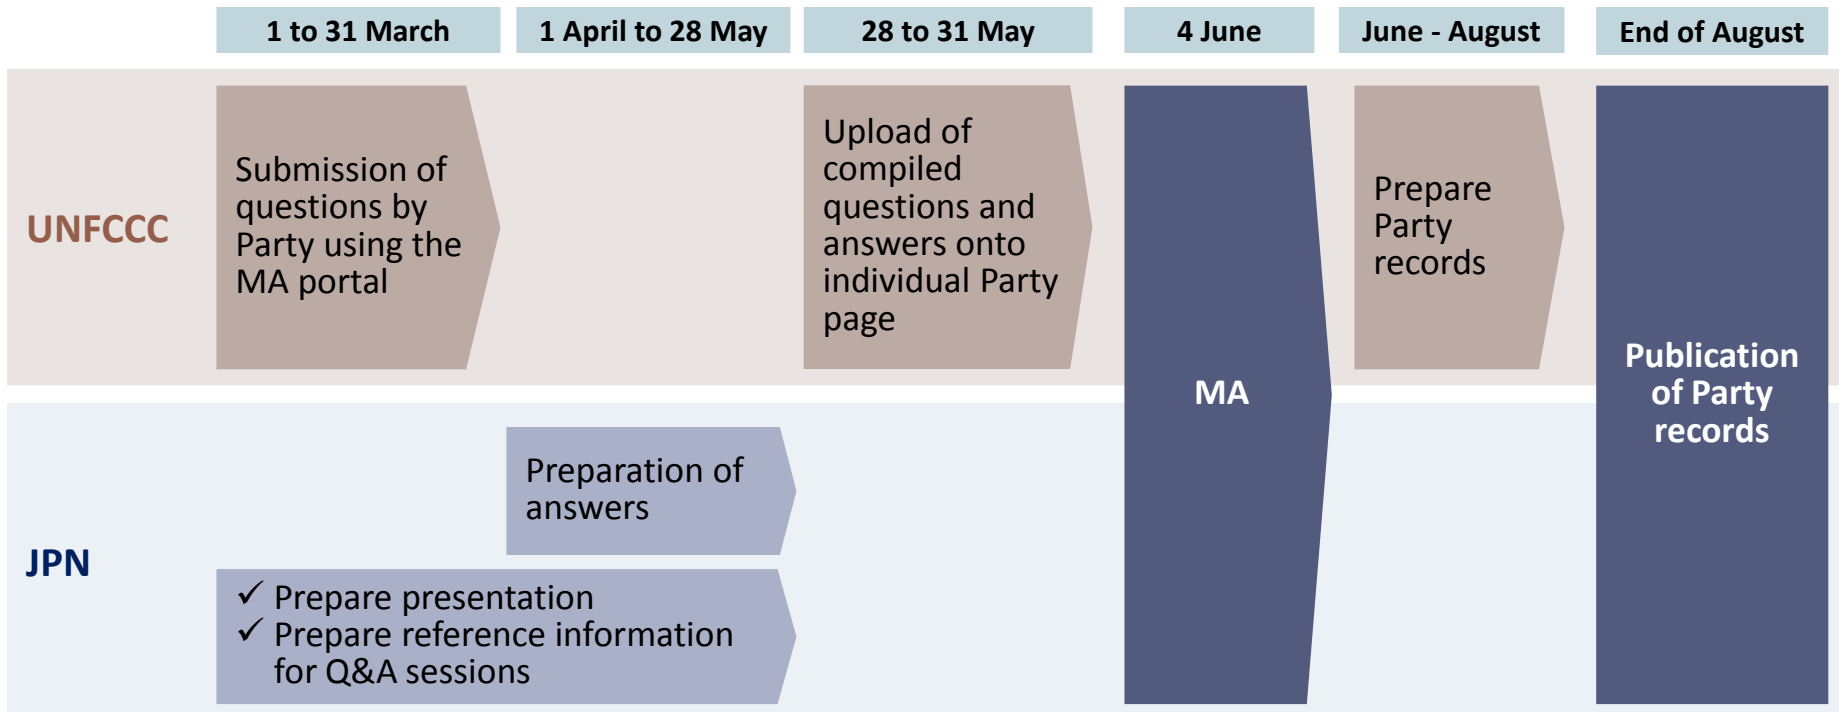 1 to 31 March
1 April to 28 May
28 to 31 May
4 June
June - August
End of August
UNFCCC
Submission of
questions by
Party using the
MA portal
Upload of
compiled
questions and
answers onto
individual Party
page
MA
Prepare
Party
records
Publication
of Party
records
JPN
Preparation of
answers
✓ Prepare presentation
✓ Prepare reference information
for Q&A sessions